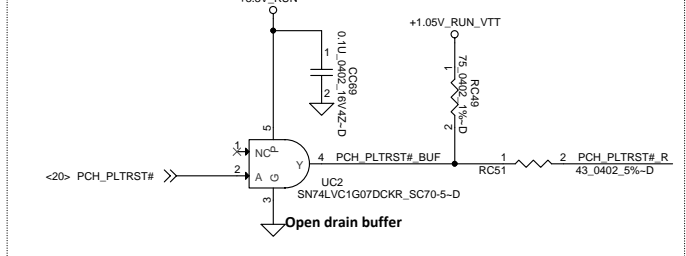 +1.05V_RUN_VTT
1
0.1U_0402_16V4Z~D
CC69
2
1
75_0402_1%~D
RC49
2
5
1
NC
P
2
A
G
Y
4
PCH_PLTRST#_BUF
1
2
PCH_PLTRST#_R
<20> PCH_PLTRST#
RC51
43_0402_5%~D
UC2
SN74LVC1G07DCKR_SC70-5~D
3
Open drain buffer